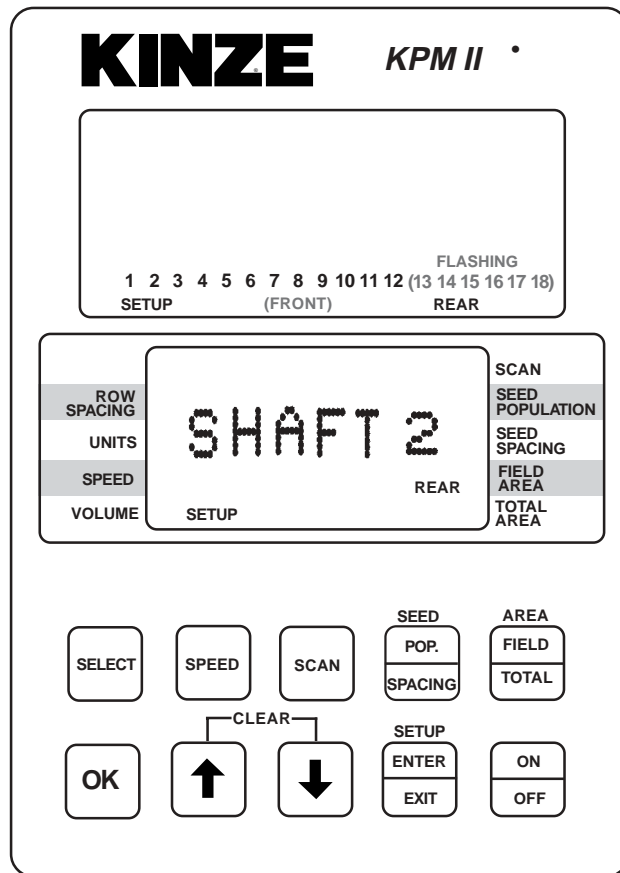 KINZE KPM II
FLASHING
1 2 3 4 5 6 7 8 9 10 11 12 (13 14 15 16 17 18)
SETUP (FRONT) REAR
SCAN
ROW
SPACING
SEED
POPULATION
UNITS
SEED
SPACING
SHAFT 2
SPEED
REAR
FIELD
AREA
VOLUME
SETUP
TOTAL
AREA
SEED AREA
SELECT
SPEED
SCAN
POP.
SPACING
FIELD
TOTAL
CLEAR
SETUP
OK
ENTER
EXIT
ON
OFF